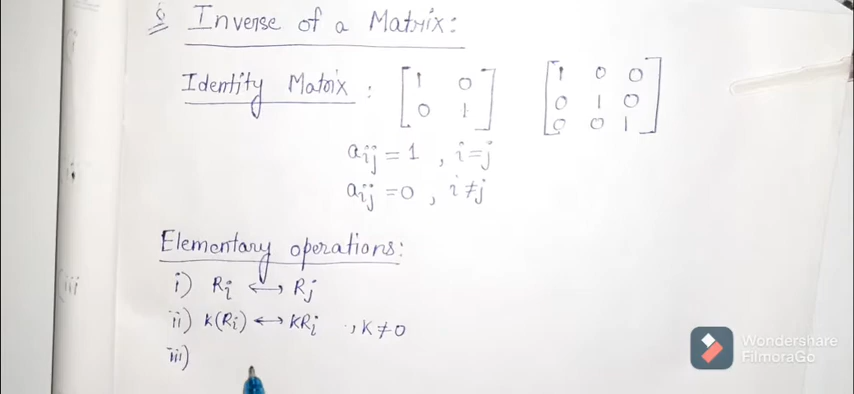 Inverse of a Matrix:
Identity Matrix : [1 0 0 1] [1 0 0 0 1 0 0 0 1]
aij = 1 , i=j
aij = 0 , i≠j
Elementary operations:
i) Ri ↔ Rj
ii) K(Ri) ↔ KRi , K ≠ 0
iii)
(iii
Wondershare
FilmoraGo